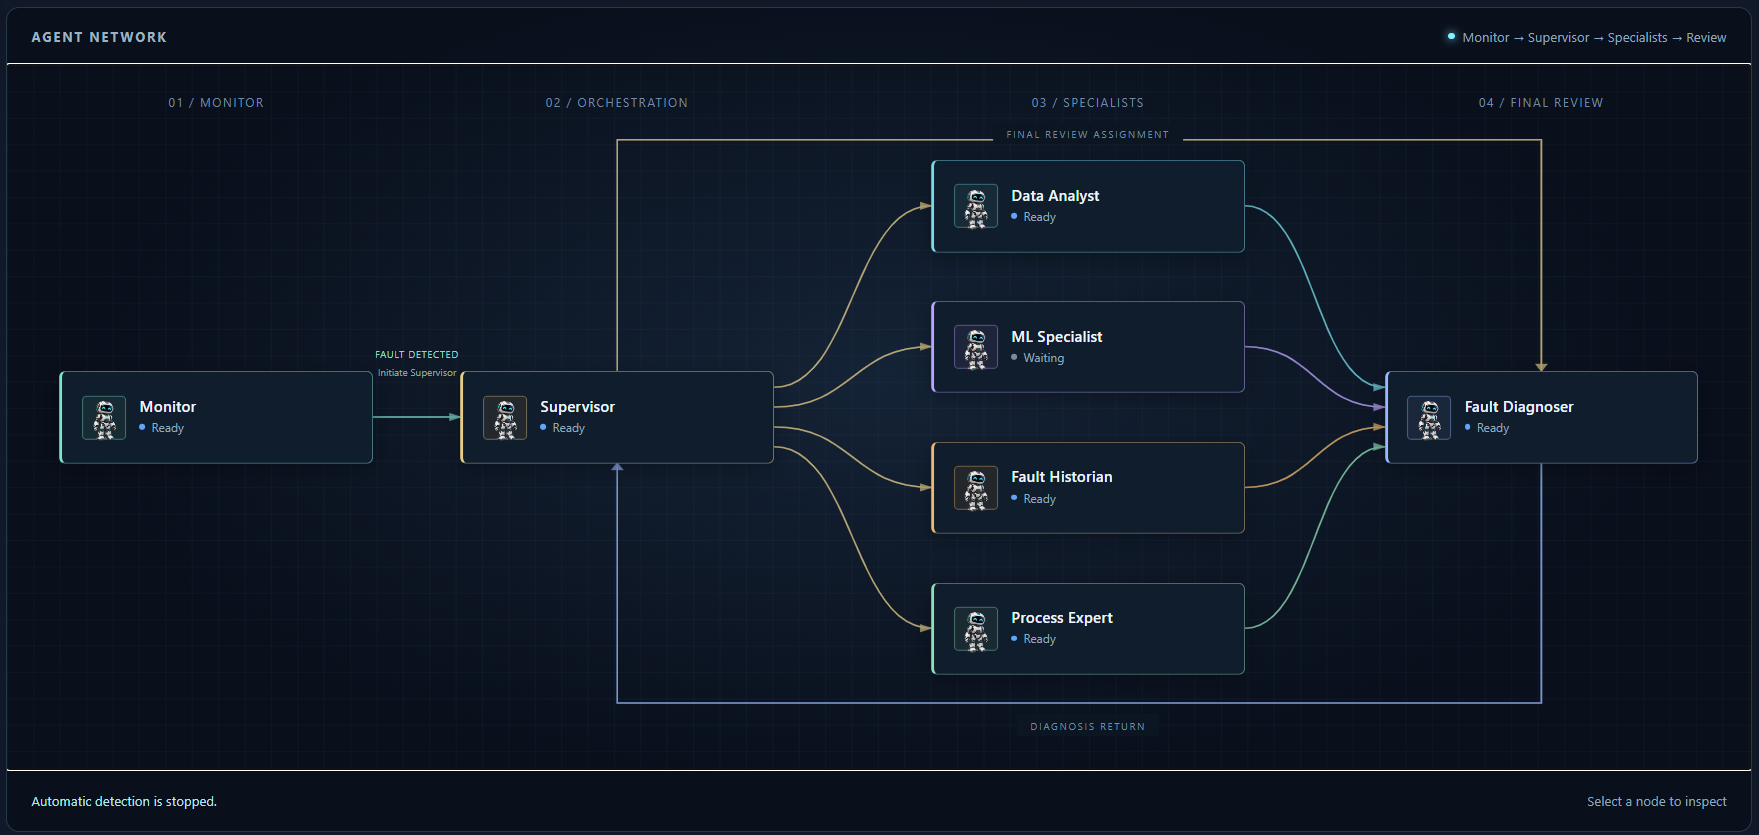 AGENT NETWORK
Monitor → Supervisor → Specialists → Review
01 / MONITOR
02 / ORCHESTRATION
03 / SPECIALISTS
04 / FINAL REVIEW
FINAL REVIEW ASSIGNMENT
Data Analyst
Ready
ML Specialist
Waiting
FAULT DETECTED
Initiate Supervisor
Monitor
Ready
Supervisor
Ready
Fault Diagnoser
Ready
Fault Historian
Ready
Process Expert
Ready
DIAGNOSIS RETURN
Automatic detection is stopped.
Select a node to inspect